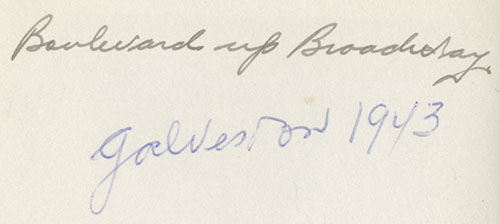 Boulevard up Broadway.
Galveston 1943